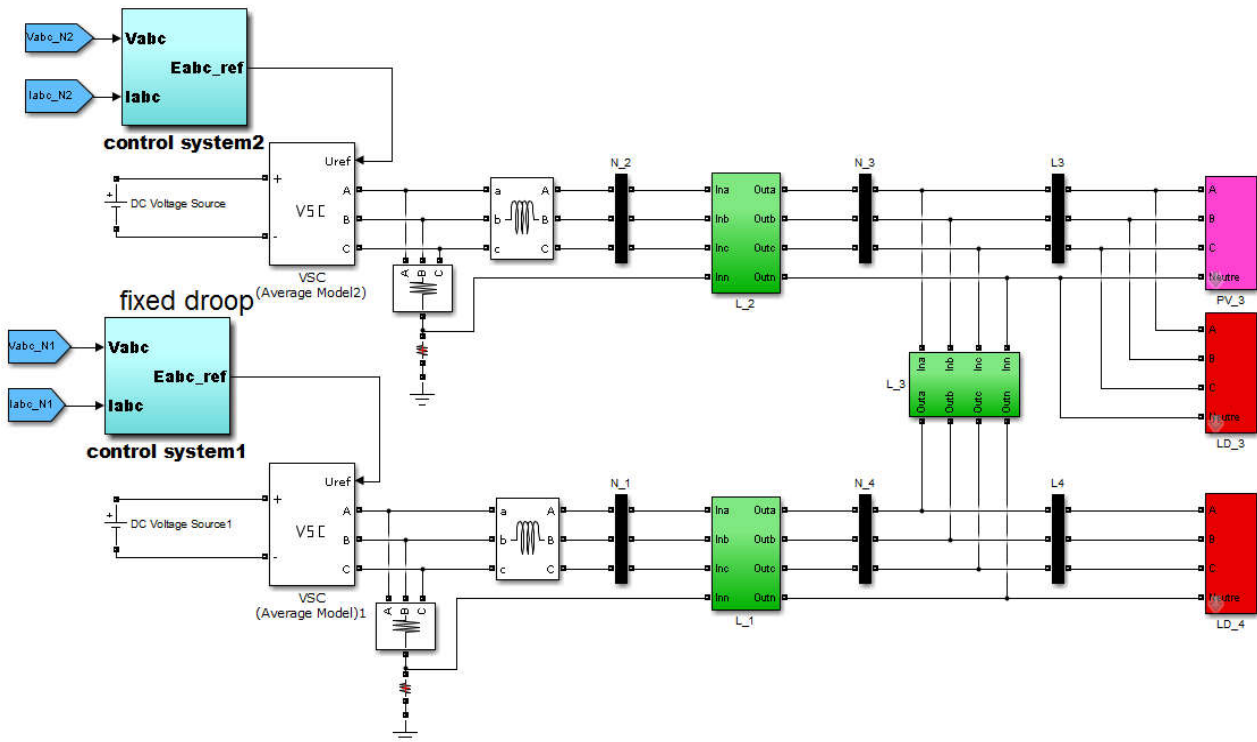 Vabc_N2
Vabc
Eabc_ref
Iabc_N2
Iabc
control system2
Uref
+
A
B
C
-
VSC
DC Voltage Source
+
VSC
(Average Model2)
A B C
a A
b B
c C
N_2
Ina Outa
Inb Outb
Inc Outc
Inn Outn
L_2
N_3
L3
A
B
C
Neutre
PV_3
A
B
C
Neutre
LD_3
L_3
Ina Inb Inc Inn
Outa Outb Outc Outn
fixed droop
Vabc_N1
Vabc
Eabc_ref
Iabc_N1
Iabc
control system1
Uref
+
A
B
C
-
VSC
DC Voltage Source1
+
VSC
(Average Model)1
A B C
a A
b B
c C
N_1
Ina Outa
Inb Outb
Inc Outc
Inn Outn
L_1
N_4
L4
A
B
C
Neutre
LD_4